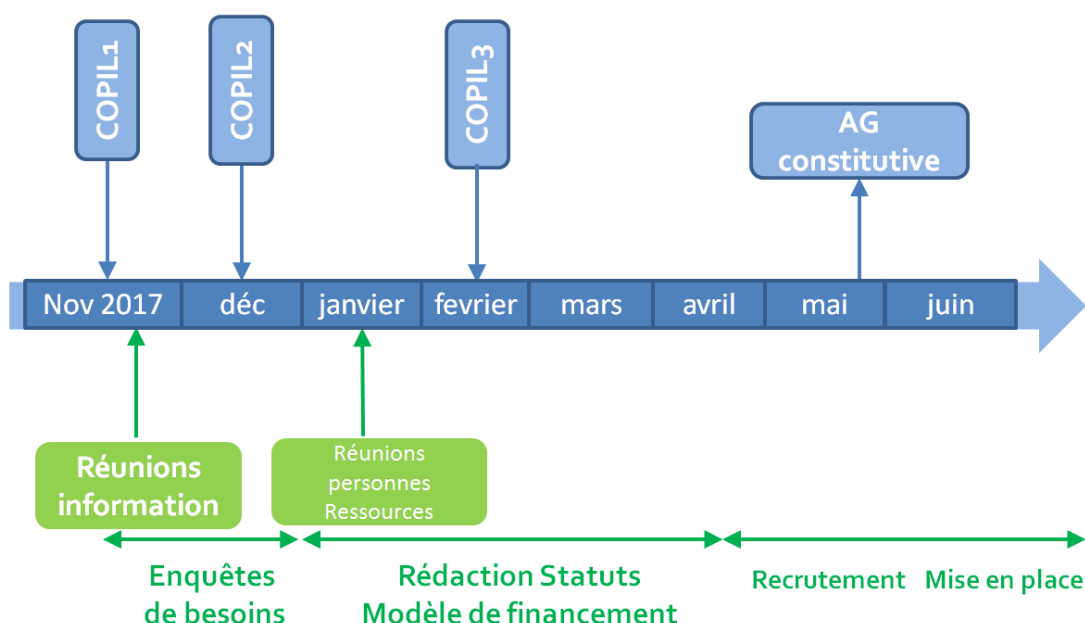 COPIL1
COPIL2
COPIL3
AG
constitutive
Nov 2017
déc
janvier
fevrier
mars
avril
mai
juin
Réunions
information
Réunions
personnes
Ressources
Enquêtes
de besoins
Rédaction Statuts
Modèle de financement
Recrutement
Mise en place